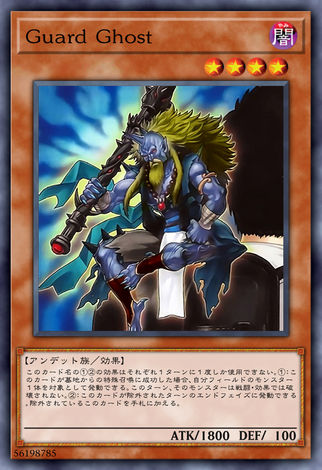 Guard Ghost
闇
やみ
【アンデット族／効果】
このカード名の①②の効果はそれぞれ1ターンに1度しか使用できない。①:こ
のカードが墓地からの特殊召喚に成功した場合、自分フィールドのモンスター
1体を対象として発動できる。このターン、そのモンスターは戦闘・効果では破
壊されない。②:このカードが除外されたターンのエンドフェイズに発動できる
。除外されているこのカードを手札に加える。
ATK/1800 DEF/ 100
56198785